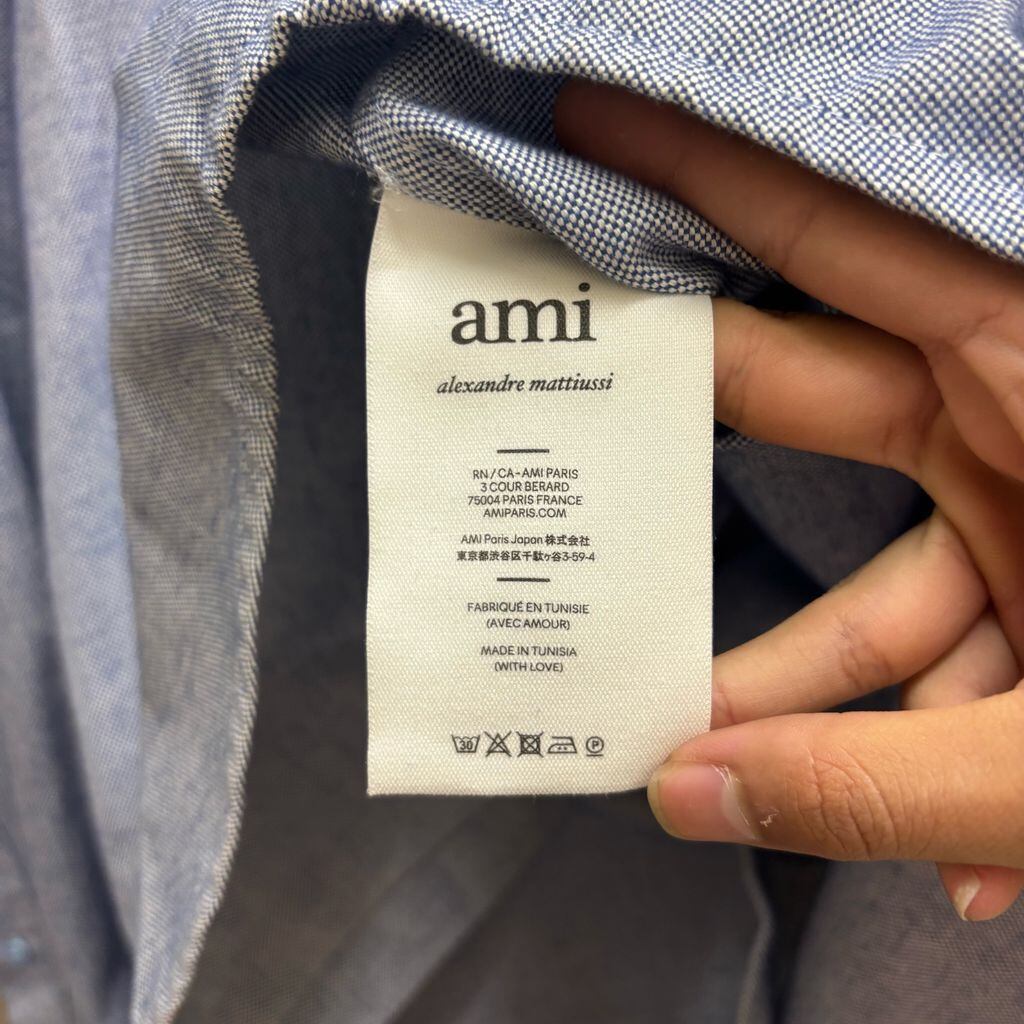 ami
alexandre mattiussi
RN / CA-AMI PARIS
3 COUR BERARD
75004 PARIS FRANCE
AMIPARIS.COM
AMI Paris Japan 株式会社
東京都渋谷区千駄ヶ谷3-59-4
FABRIQUÉ EN TUNISIE
(AVEC AMOUR)
MADE IN TUNISIA
(WITH LOVE)
30 P